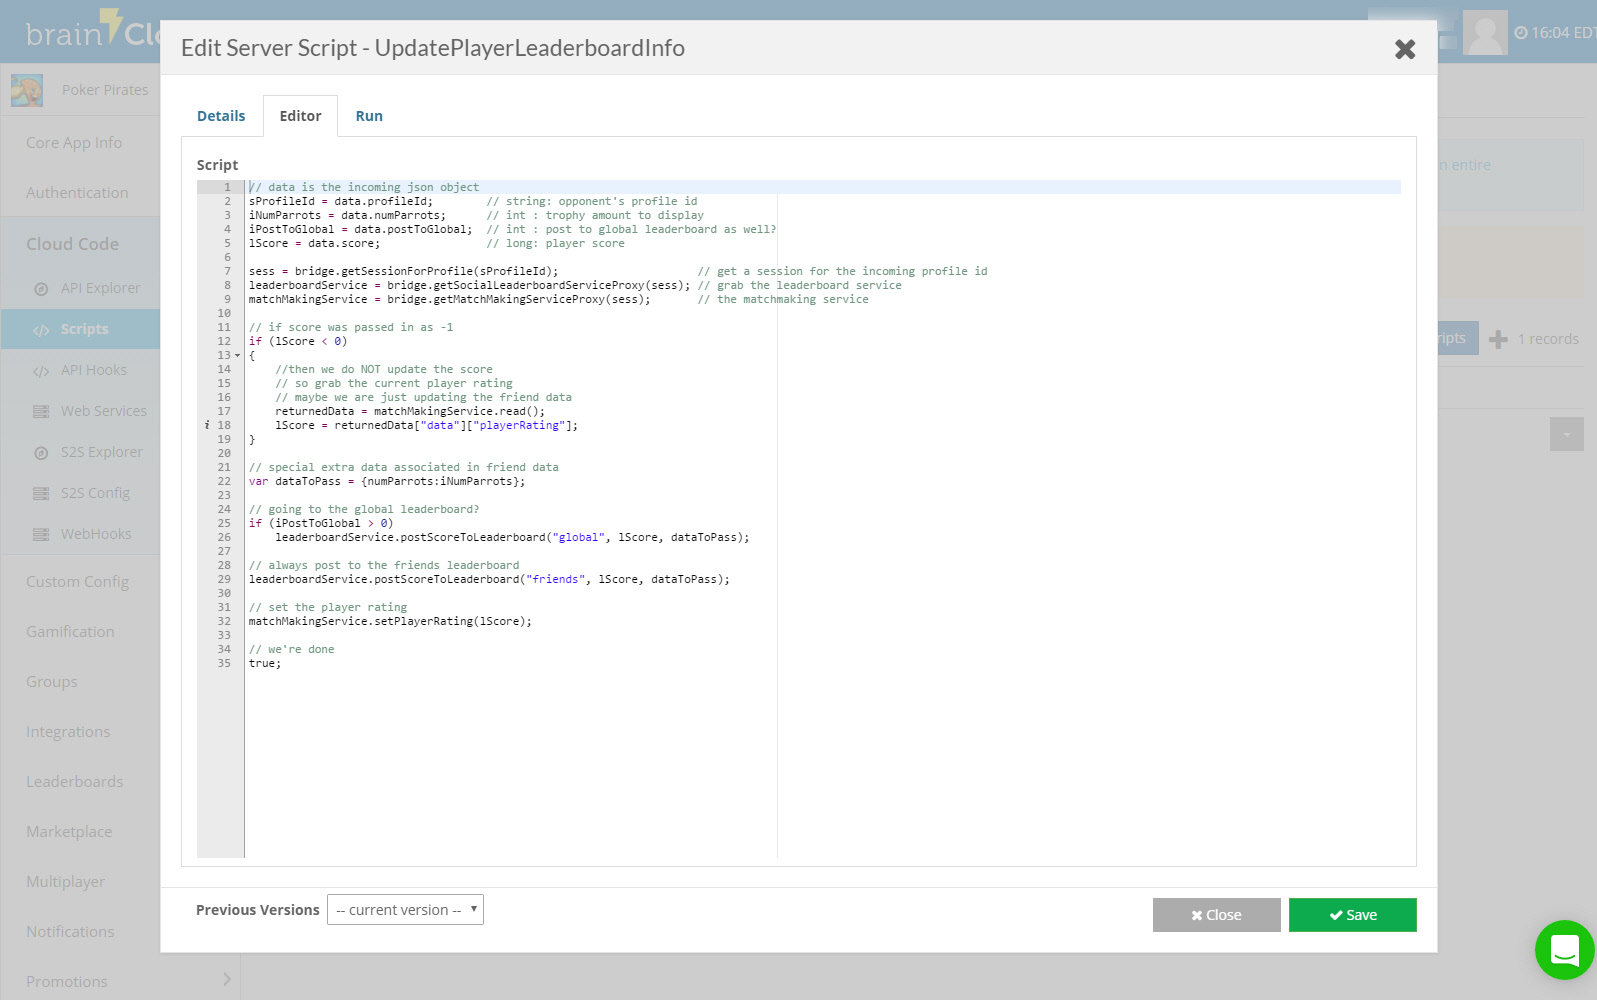 brainClo
16:04 EDT
Edit Server Script - UpdatePlayerLeaderboardInfo
Poker Pirates
Core App Info
Authentication
Cloud Code
API Explorer
Scripts
API Hooks
Web Services
S2S Explorer
S2S Config
WebHooks
Custom Config
Gamification
Groups
Integrations
Leaderboards
Marketplace
Multiplayer
Notifications
Promotions
Details Editor Run
Script
1 // data is the incoming json object
2 sProfileId = data.profileId; // string: opponent's profile id
3 iNumParrots = data.numParrots; // int : trophy amount to display
4 iPostToGlobal = data.postToGlobal; // int : post to global leaderboard as well?
5 lScore = data.score; // long: player score
6
7 sess = bridge.getSessionForProfile(sProfileId); // get a session for the incoming profile id
8 leaderboardService = bridge.getSocialLeaderboardServiceProxy(sess); // grab the leaderboard service
9 matchMakingService = bridge.getMatchMakingServiceProxy(sess); // the matchmaking service
10
11 // if score was passed in as -1
12 if (lScore < 0)
13 {
14 //then we do NOT update the score
15 // so grab the current player rating
16 // maybe we are just updating the friend data
17 returnedData = matchMakingService.read();
i 18 lScore = returnedData["data"]["playerRating"];
19 }
20
21 // special extra data associated in friend data
22 var dataToPass = {numParrots:iNumParrots};
23
24 // going to the global leaderboard?
25 if (iPostToGlobal > 0)
26 leaderboardService.postScoreToLeaderboard("global", lScore, dataToPass);
27
28 // always post to the friends leaderboard
29 leaderboardService.postScoreToLeaderboard("friends", lScore, dataToPass);
30
31 // set the player rating
32 matchMakingService.setPlayerRating(lScore);
33
34 // we're done
35 true;
n entire
ripts
1 records
Previous Versions -- current version --
Close
Save